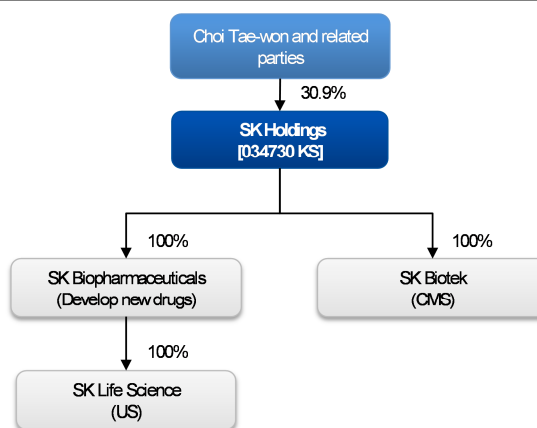 Choi Tae-won and related
parties
30.9%
SK Holdings
[034730 KS]
100%
100%
SK Biopharmaceuticals
(Develop new drugs)
SK Biotek
(CMS)
100%
SK Life Science
(US)